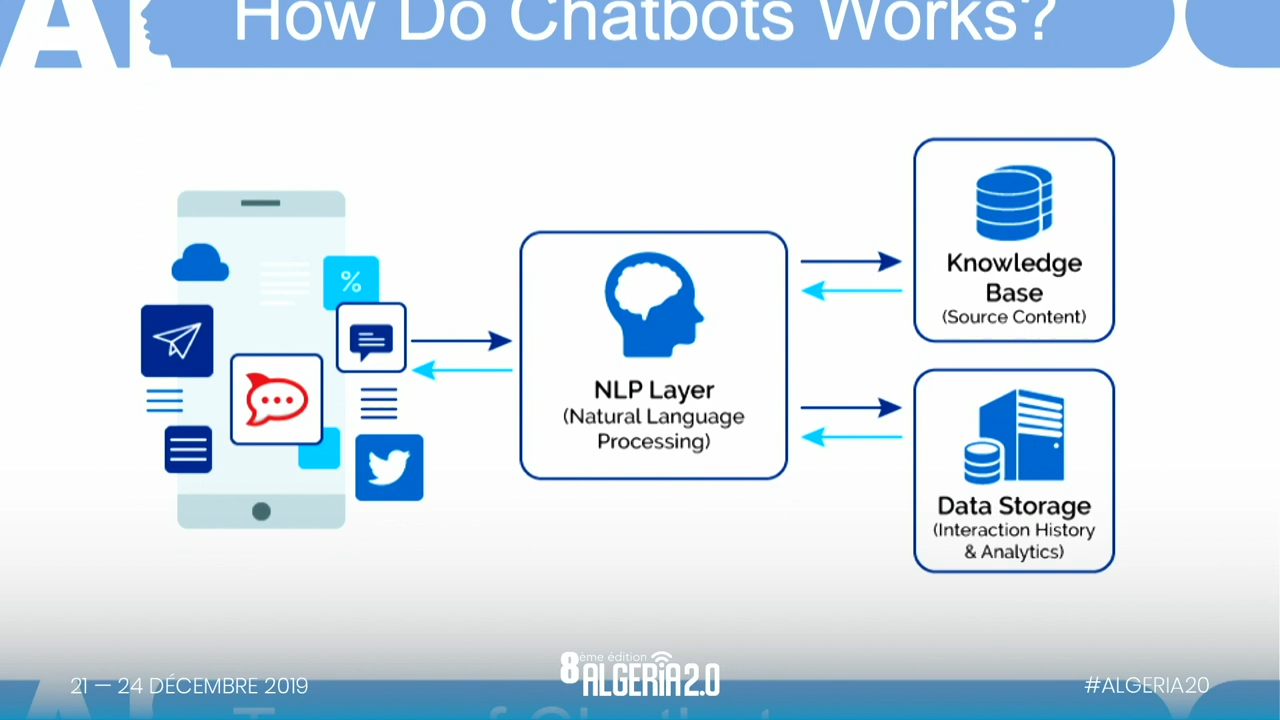 AI
How Do Chatbots Works?
%
NLP Layer
(Natural Language
Processing)
Knowledge
Base
(Source Content)
Data Storage
(Interaction History
& Analytics)
21 — 24 DÉCEMBRE 2019
8ème édition
ALGERiA2.0
#ALGERIA20